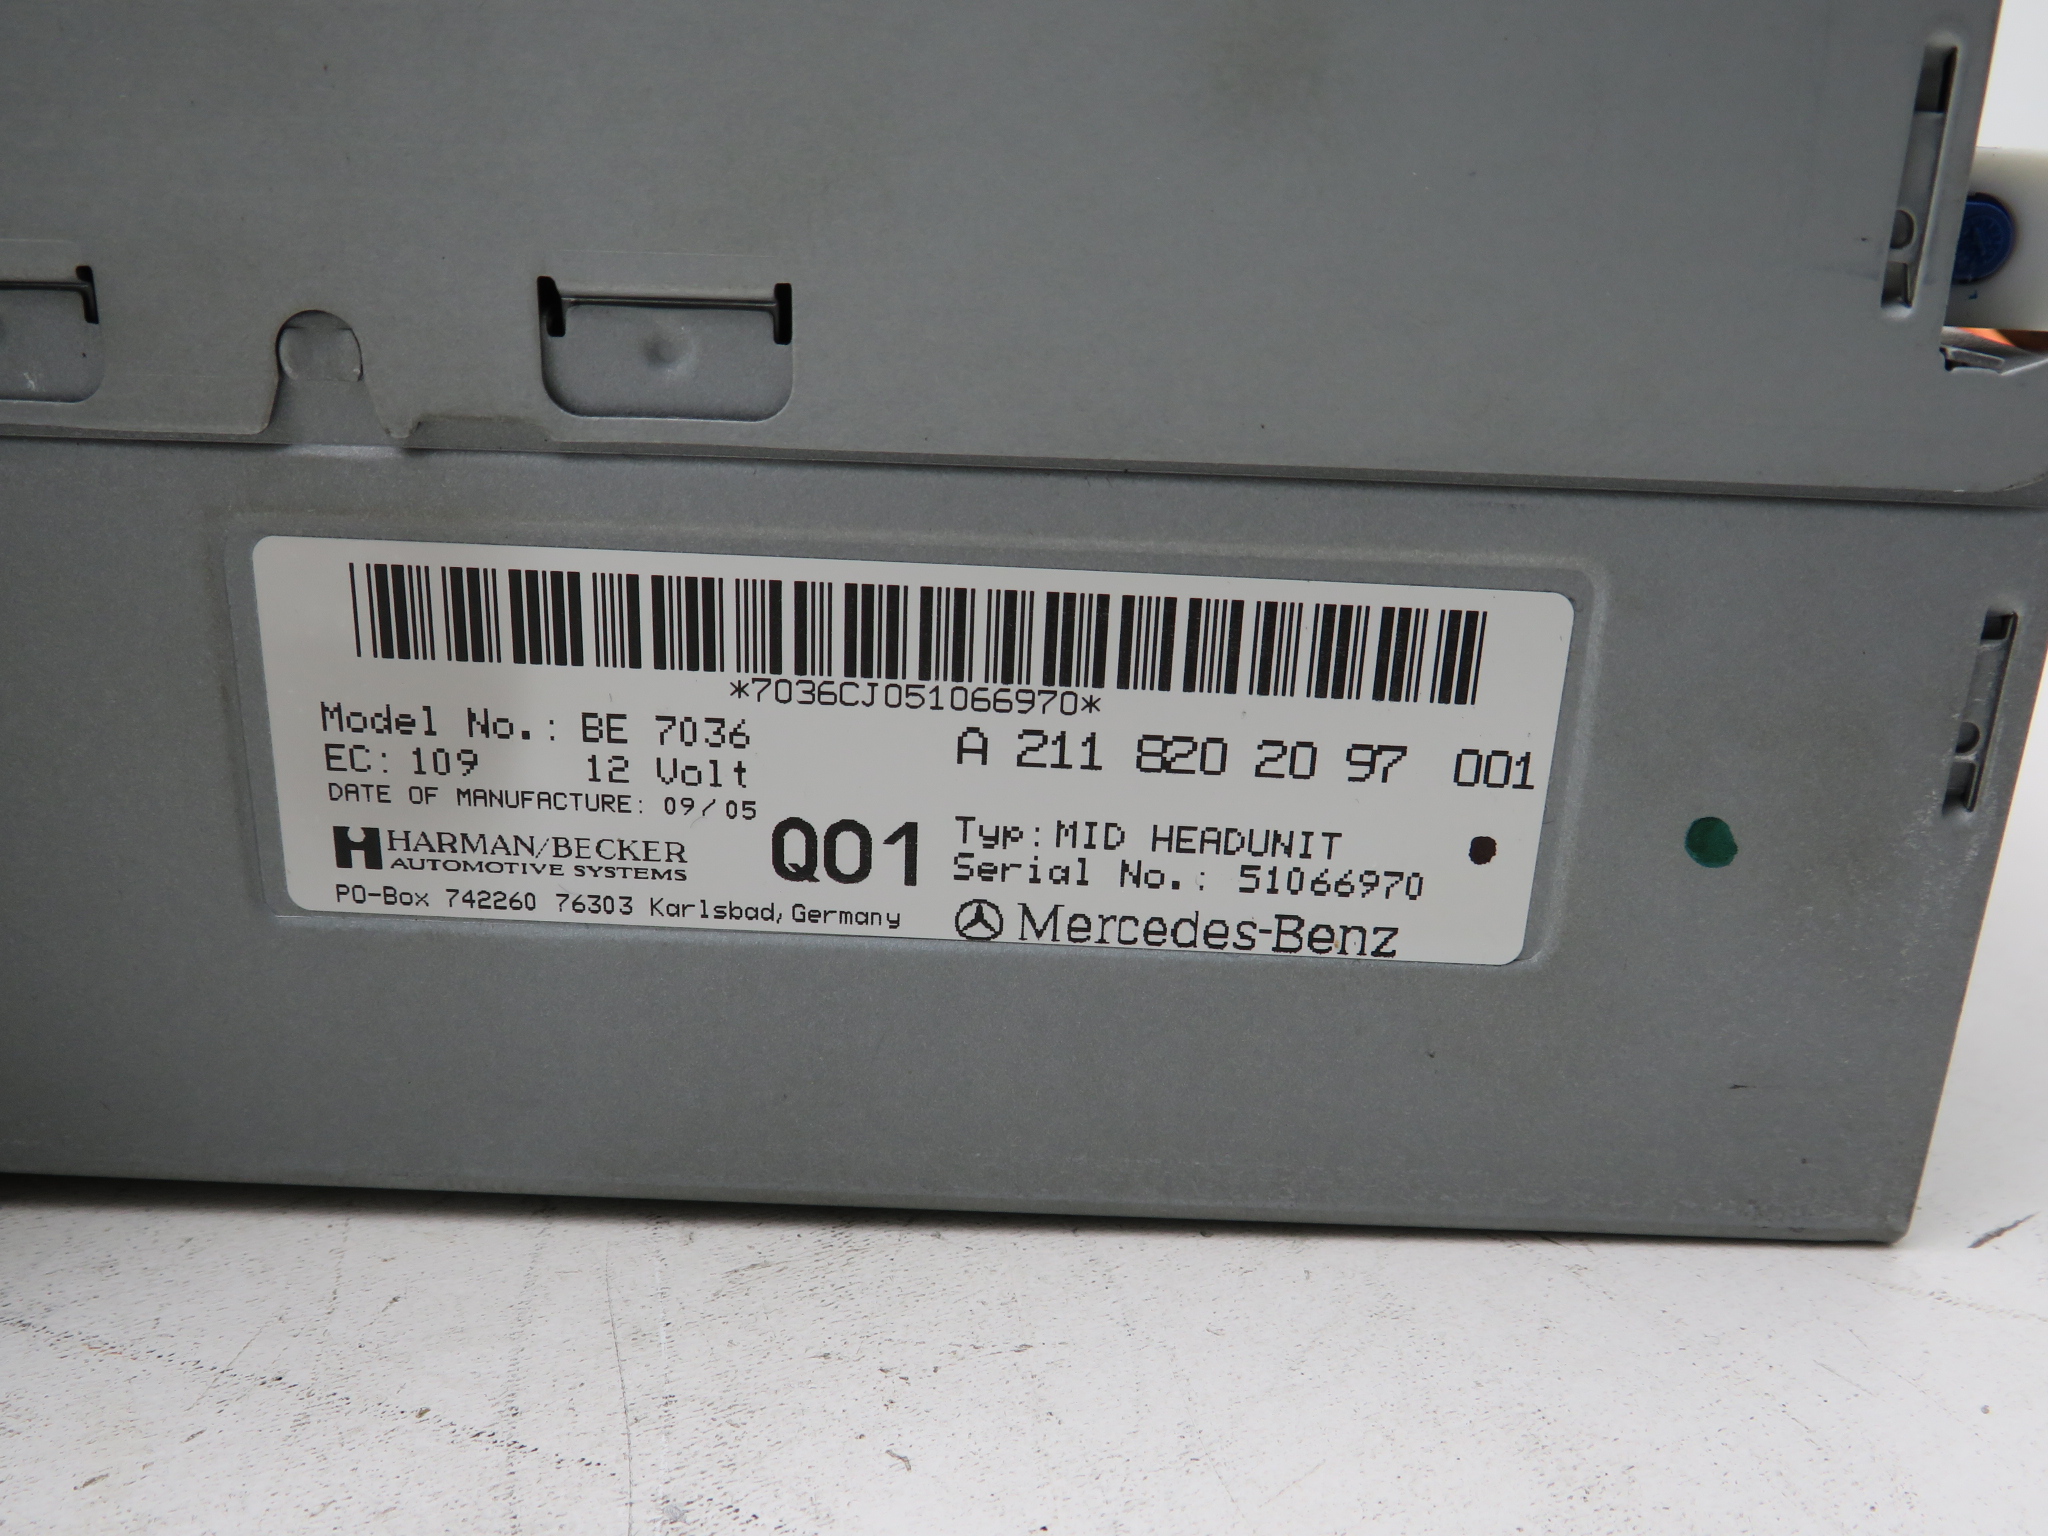 *7036CJ051066970*
Model No.: BE 7036
EC: 109 12 Volt
DATE OF MANUFACTURE: 09/05
HARMAN/BECKER
AUTOMOTIVE SYSTEMS
PO-Box 742260 76303 Karlsbad, Germany
Q01
A 211 820 20 97 001
Typ: MID HEADUNIT
Serial No.: 51066970
Mercedes-Benz